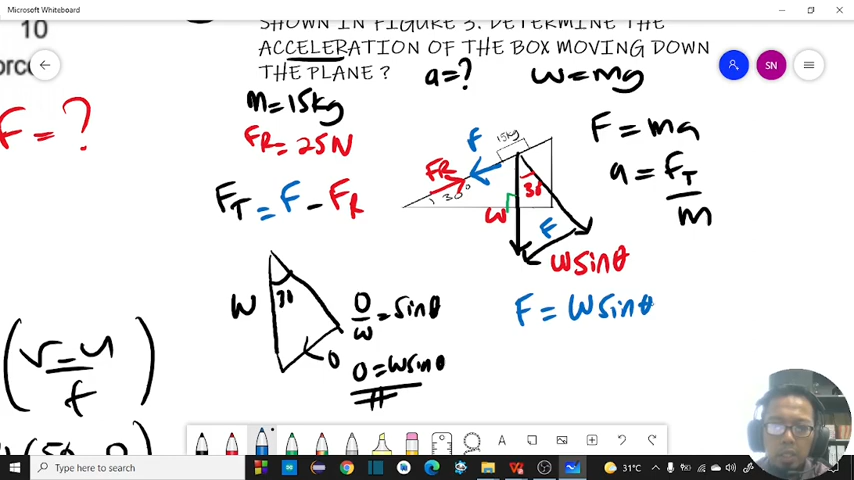 Microsoft Whiteboard
10
SHOWN IN FIGURE 3. DETERMINE THE
ACCELERATION OF THE BOX MOVING DOWN
THE PLANE ?
a=?
W=mg
SN
F = ?
m=15kg
FR=25N
FT = F - FR
15kg
F
FR
30°
W
30
F
Wsinθ
F = ma
a = FT/m
F = Wsinθ
W
30
O
O/W = sinθ
O=Wsinθ
(v-u/t)
A
Type here to search
31°C